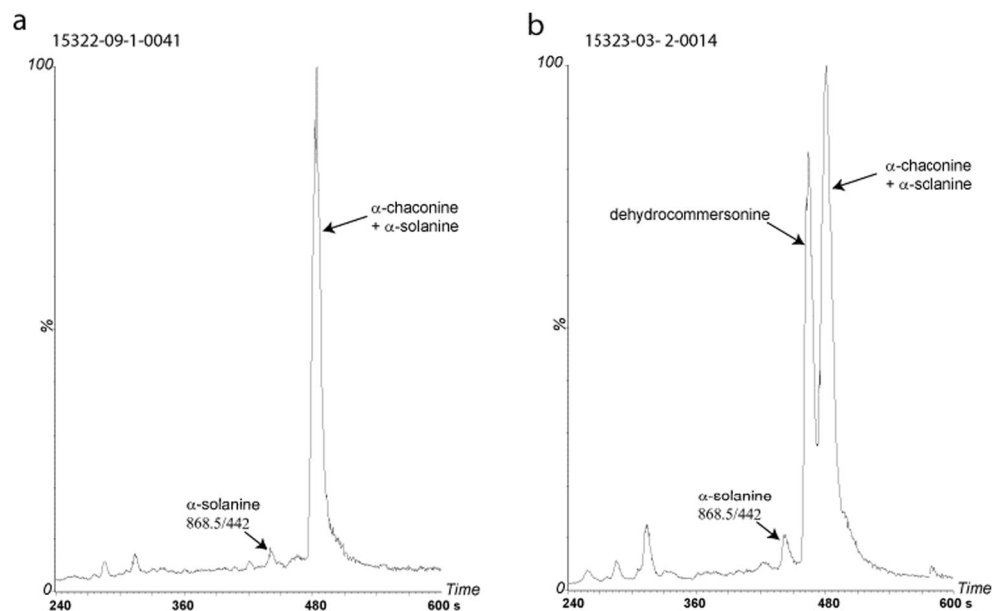 a
15322-09-1-0041
100
%
0
α-chaconine
+ α-solanine
α-solanine
868.5/442
Time
240 360 480 600 s
b
15323-03- 2-0014
100
%
0
α-chaconine
+ α-sclanine
dehydrocommersonine
α-ɛolanine
868.5/442
Time
240 360 480 600 s